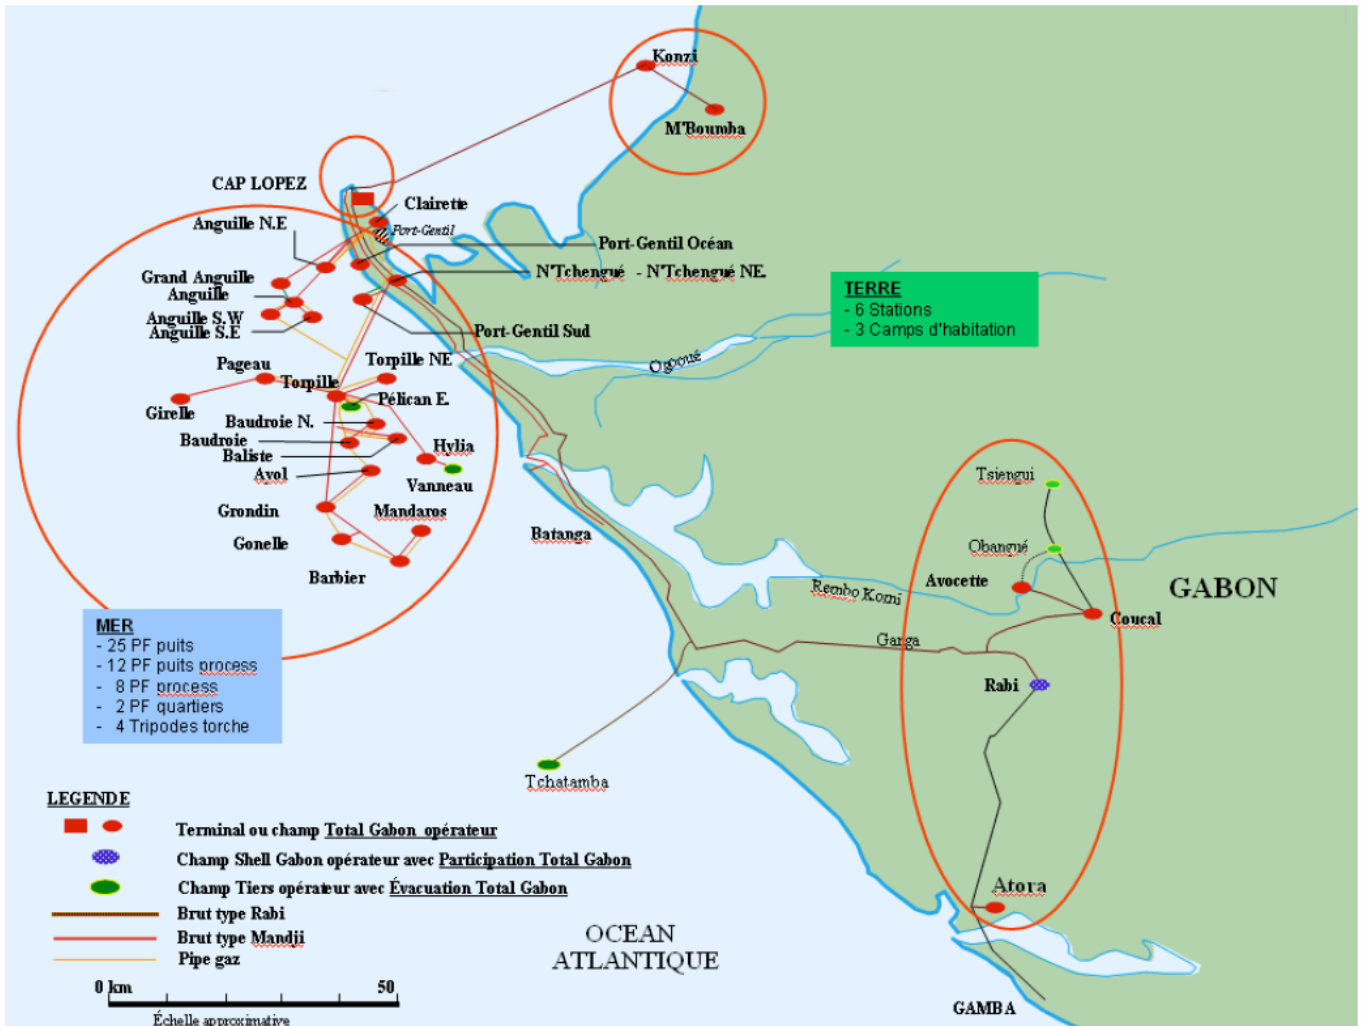 Konzi
M'Boumba
CAP LOPEZ
Clairette
Anguille N.E
Port-Gentil
Port-Gentil Océan
Grand Anguille
N'Tchengué - N'Tchengué NE.
Anguille
Anguille S.W
Anguille S.E
Port-Gentil Sud
TERRE
- 6 Stations
- 3 Camps d'habitation
Ogooué
Pageau
Torpille NE
Torpille
Pélican E.
Girelle
Baudroie N.
Baudroie
Baliste
Hylia
Ayol
Vanneau
Tsiengui
Grondin
Mandaros
Gonelle
Batanga
Obangué
Barbier
Avocette
Rembo Komi
GABON
Coucal
MER
- 25 PF puits
- 12 PF puits process
- 8 PF process
- 2 PF quartiers
- 4 Tripodes torche
Ganga
Rabi
Tchatamba
LEGENDE
Terminal ou champ Total Gabon opérateur
Champ Shell Gabon opérateur avec Participation Total Gabon
Champ Tiers opérateur avec Évacuation Total Gabon
Atora
Brut type Rabi
Brut type Mandji
Pipe gaz
OCEAN
ATLANTIQUE
0 km 50
GAMBA
Échelle approximative